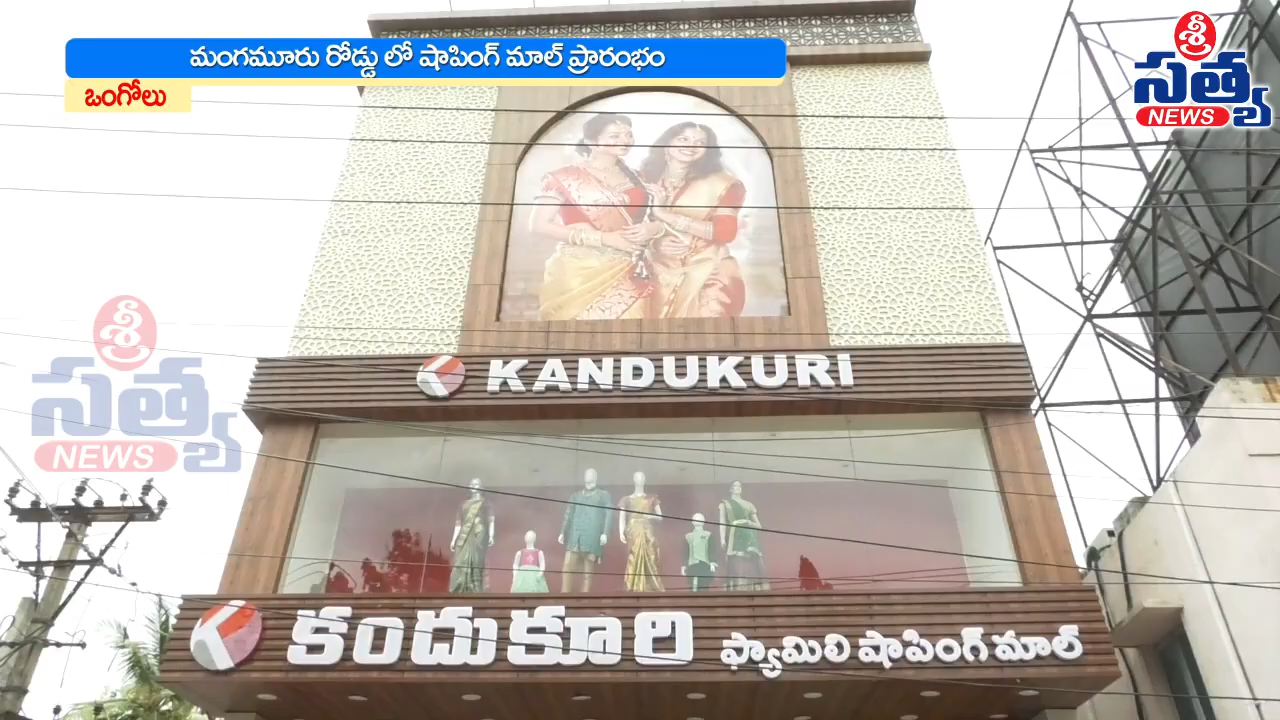 మంగమూరు రోడ్డు లో షాపింగ్ మాల్ ప్రారంభం
ఒంగోలు
శ్రీ
సత్య
NEWS
KANDUKURI
శ్రీ
సత్య
NEWS
కందుకూరి ఫ్యామిలి షాపింగ్ మాల్